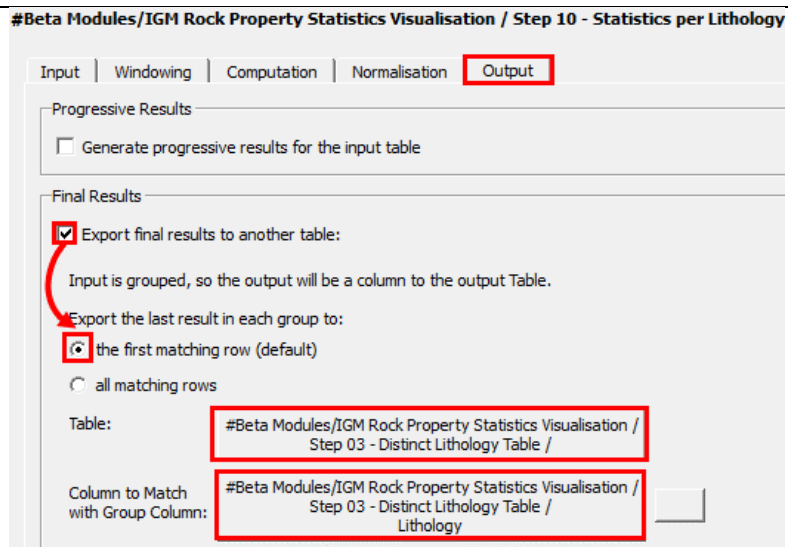 #Beta Modules/IGM Rock Property Statistics Visualisation / Step 10 - Statistics per Lithology
Input Windowing Computation Normalisation Output
Progressive Results
Generate progressive results for the input table
Final Results
Export final results to another table:
Input is grouped, so the output will be a column to the output Table.
Export the last result in each group to:
the first matching row (default)
all matching rows
Table:
#Beta Modules/IGM Rock Property Statistics Visualisation /
Step 03 - Distinct Lithology Table /
Column to Match
with Group Column:
#Beta Modules/IGM Rock Property Statistics Visualisation /
Step 03 - Distinct Lithology Table /
Lithology